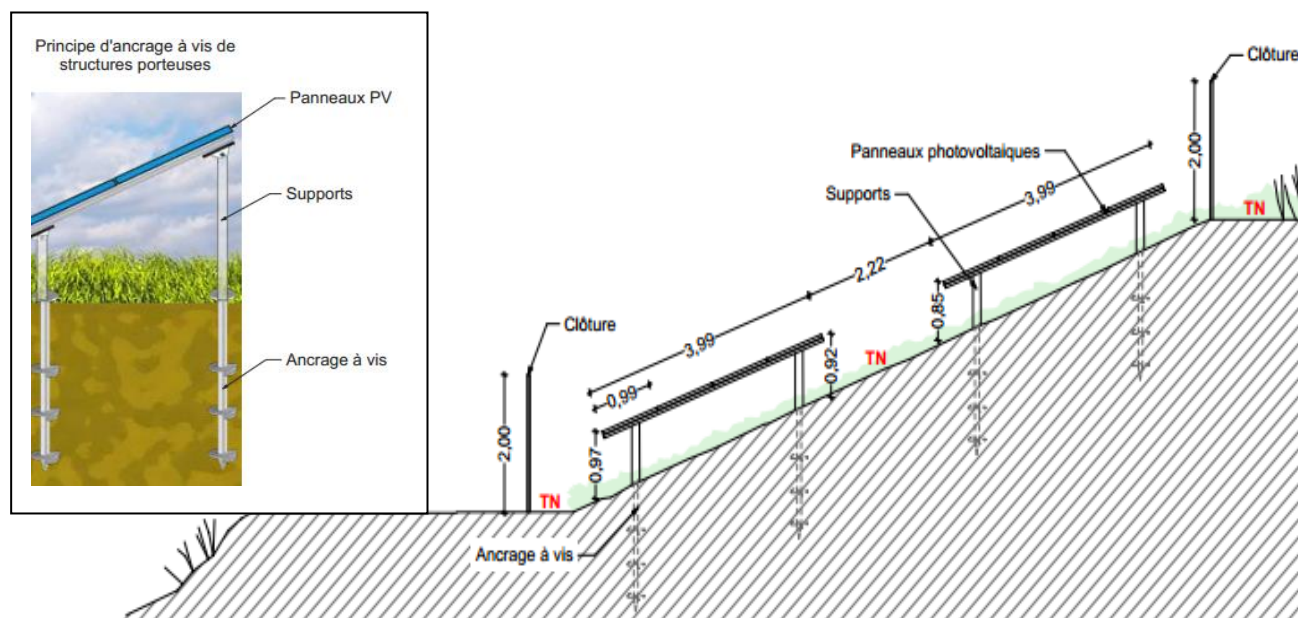 Principe d'ancrage à vis de
structures porteuses
Panneaux PV
Supports
Ancrage à vis
Clôture
2,00
Panneaux photovoltaiques
Supports
3,99
TN
2,22
0,85
Clôture
3,99
0,92
TN
0,99
2,00
0,97
TN
Ancrage à vis